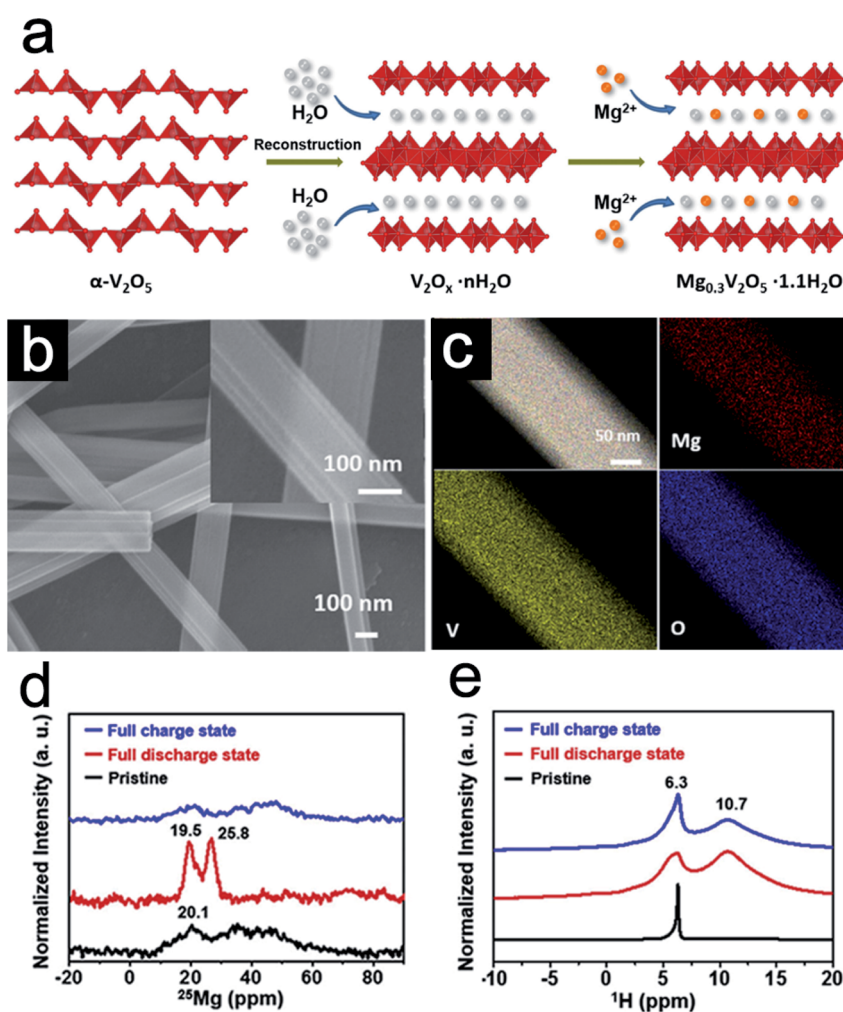 a
H₂O
Mg²⁺
Reconstruction
H₂O
Mg²⁺
α-V₂O₅
V₂Oₓ ·nH₂O
Mg₀.₃V₂O₅ ·1.1H₂O
b
100 nm
100 nm
c
50 nm
Mg
V
O
d
Normalized Intensity (a. u.)
Full charge state
Full discharge state
Pristine
19.5
25.8
20.1
-20 0 20 40 60 80
²⁵Mg (ppm)
e
Normalized Intensity (a. u.)
Full charge state
Full discharge state
Pristine
6.3
10.7
-10 -5 0 5 10 15 20
¹H (ppm)